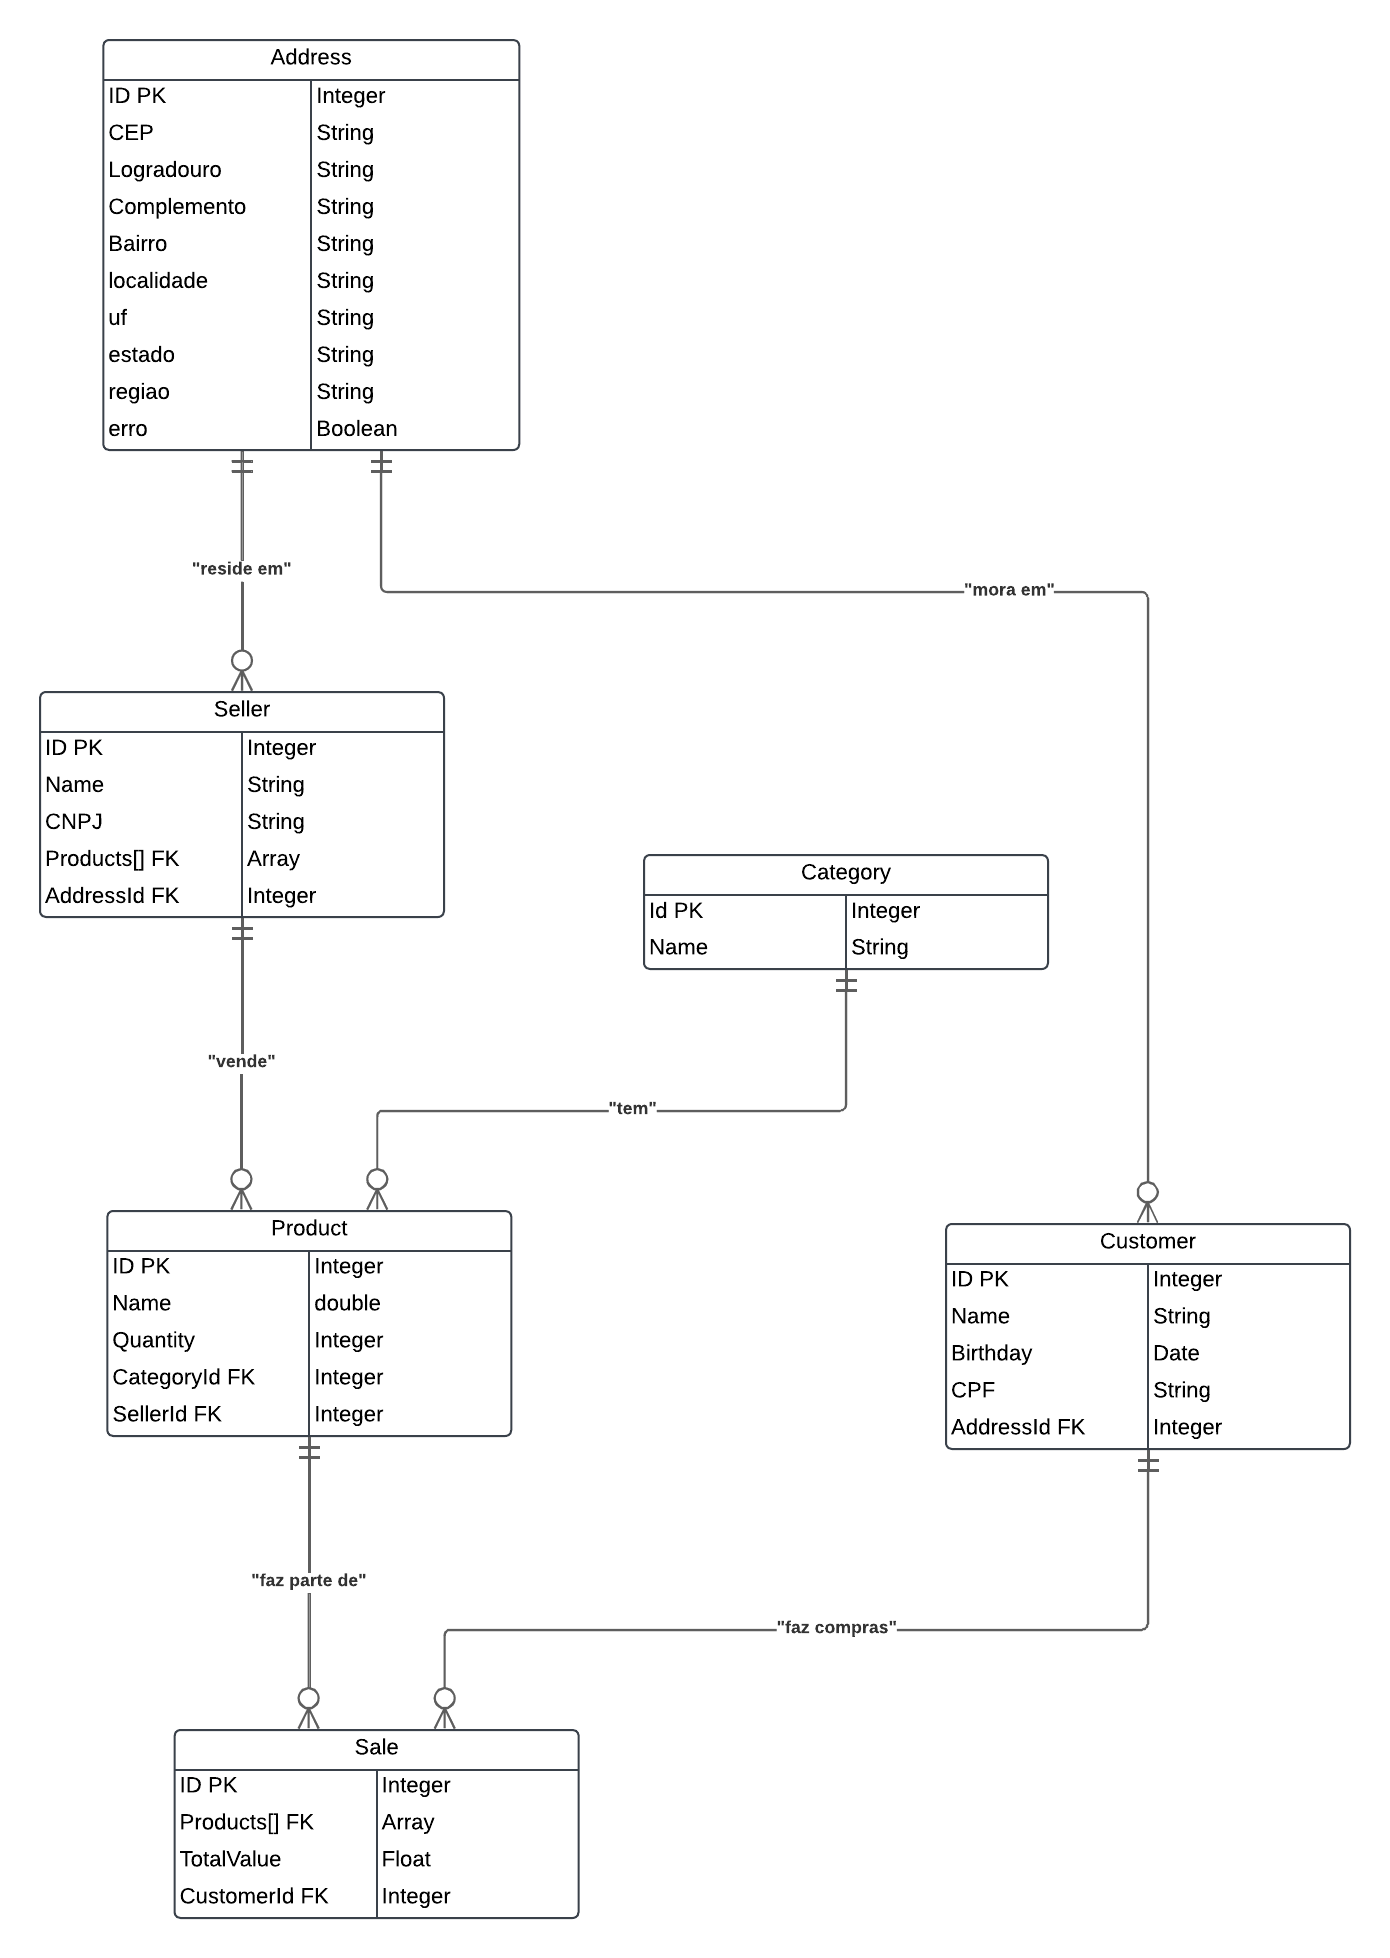 Address
ID PK Integer
CEP String
Logradouro String
Complemento String
Bairro String
localidade String
uf String
estado String
regiao String
erro Boolean
"reside em"
"mora em"
Seller
ID PK Integer
Name String
CNPJ String
Products[] FK Array
AddressId FK Integer
Category
Id PK Integer
Name String
"vende"
"tem"
Product
ID PK Integer
Name double
Quantity Integer
CategoryId FK Integer
SellerId FK Integer
Customer
ID PK Integer
Name String
Birthday Date
CPF String
AddressId FK Integer
"faz parte de"
"faz compras"
Sale
ID PK Integer
Products[] FK Array
TotalValue Float
CustomerId FK Integer